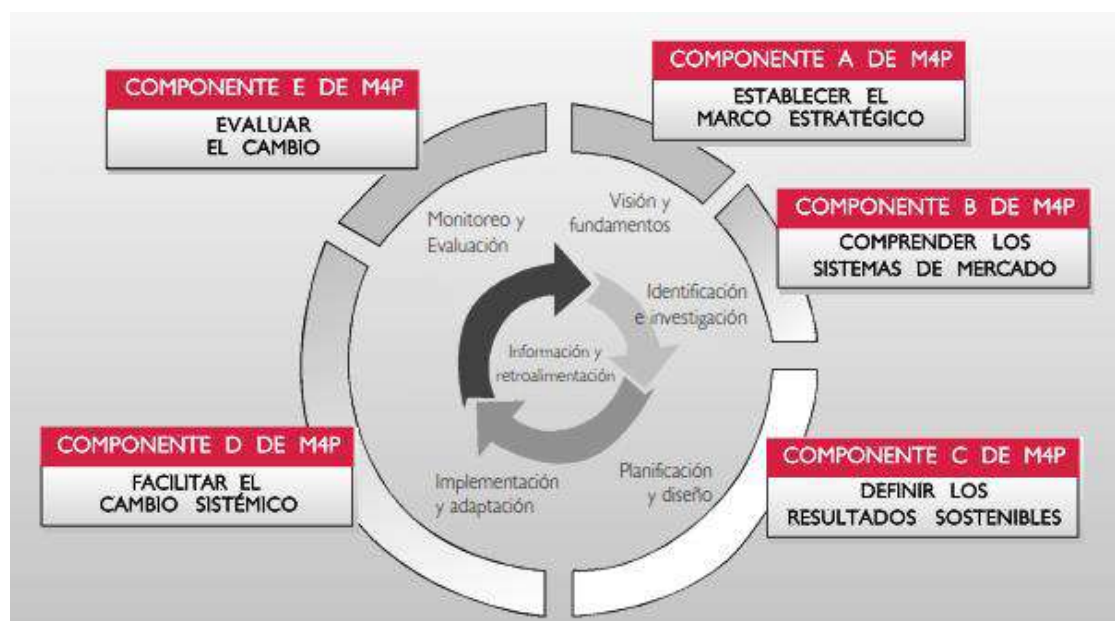 COMPONENTE A DE M4P
ESTABLECER EL
MARCO ESTRATÉGICO
COMPONENTE B DE M4P
COMPRENDER LOS
SISTEMAS DE MERCADO
COMPONENTE C DE M4P
DEFINIR LOS
RESULTADOS SOSTENIBLES
COMPONENTE D DE M4P
FACILITAR EL
CAMBIO SISTÉMICO
COMPONENTE E DE M4P
EVALUAR
EL CAMBIO
Visión y
fundamentos
Identificación
e investigación
Planificación
y diseño
Implementación
y adaptación
Monitoreo y
Evaluación
Información y
retroalimentación